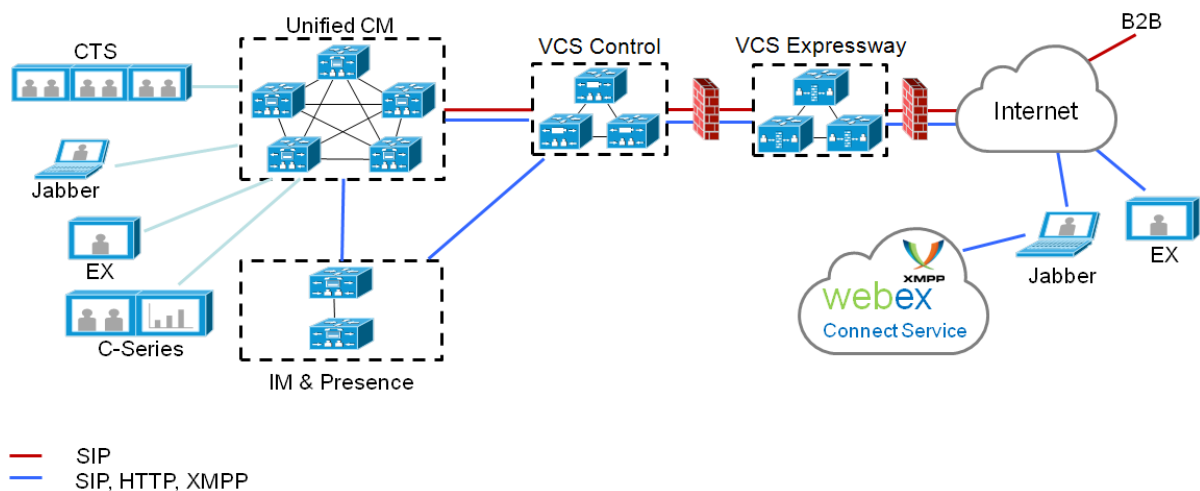 Unified CM
CTS
VCS Control
VCS Expressway
B2B
Internet
Jabber
EX
C-Series
IM & Presence
XMPP
webex
Connect Service
Jabber
EX
SIP
SIP, HTTP, XMPP